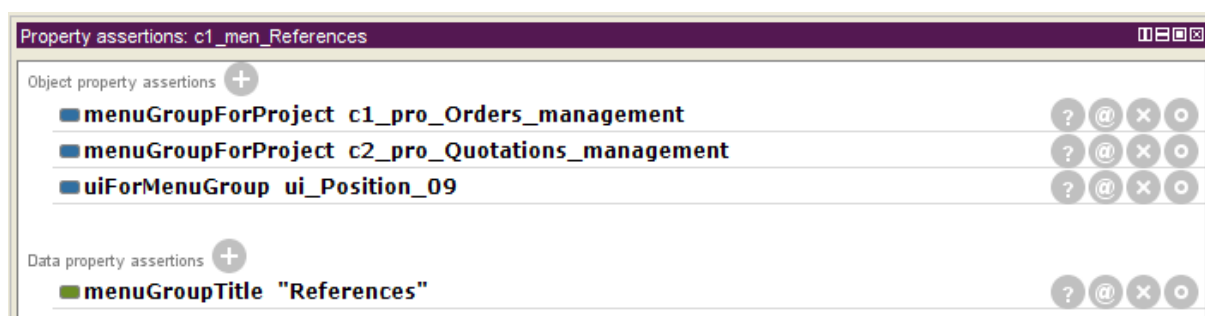 Property assertions: c1_men_References
Object property assertions
menuGroupForProject c1_pro_Orders_management
? @
menuGroupForProject c2_pro_Quotations_management
? @
uiForMenuGroup ui_Position_09
? @
Data property assertions
menuGroupTitle "References"
? @